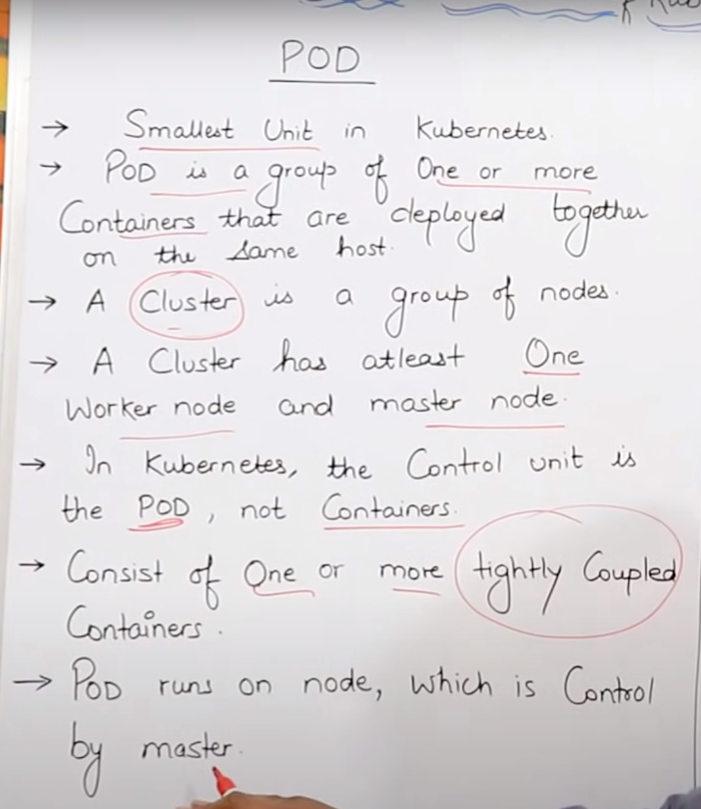 POD
→ Smallest Unit in Kubernetes.
→ POD is a group of One or more
Containers that are deployed together
on the same host.
→ A Cluster is a group of nodes.
→ A Cluster has atleast One
Worker node and master node.
→ In Kubernetes, the Control unit is
the POD, not Containers.
→ Consist of One or more tightly Coupled
Containers.
→ POD runs on node, which is Control
by master.